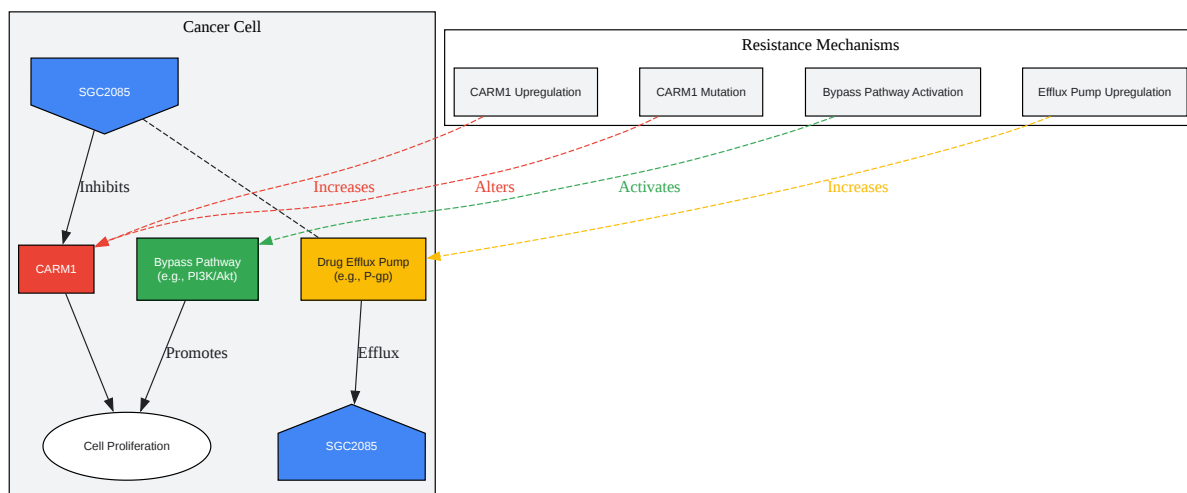 Cancer Cell
Resistance Mechanisms
SGC2085
CARM1 Upregulation
CARM1 Mutation
Bypass Pathway Activation
Efflux Pump Upregulation
Inhibits
Increases
Alters
Activates
Increases
CARM1
Bypass Pathway
(e.g., PI3K/Akt)
Drug Efflux Pump
(e.g., P-gp)
Promotes
Efflux
Cell Proliferation
SGC2085